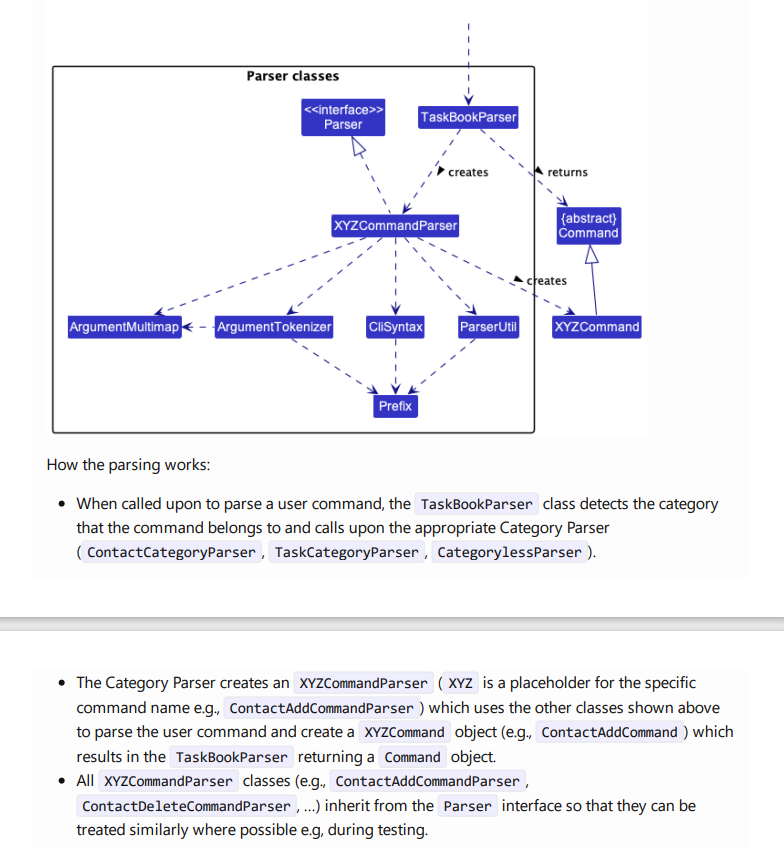 Parser classes
<<interface>>
Parser
TaskBookParser
creates
returns
XYZCommandParser
{abstract}
Command
creates
ArgumentMultimap
ArgumentTokenizer
CliSyntax
ParserUtil
XYZCommand
Prefix
How the parsing works:
• When called upon to parse a user command, the TaskBookParser class detects the category
that the command belongs to and calls upon the appropriate Category Parser
( ContactCategoryParser , TaskCategoryParser , CategorylessParser ).
• The Category Parser creates an XYZCommandParser ( XYZ is a placeholder for the specific
command name e.g., ContactAddCommandParser ) which uses the other classes shown above
to parse the user command and create a XYZCommand object (e.g., ContactAddCommand ) which
results in the TaskBookParser returning a Command object.
• All XYZCommandParser classes (e.g., ContactAddCommandParser ,
ContactDeleteCommandParser , ...) inherit from the Parser interface so that they can be
treated similarly where possible e.g, during testing.